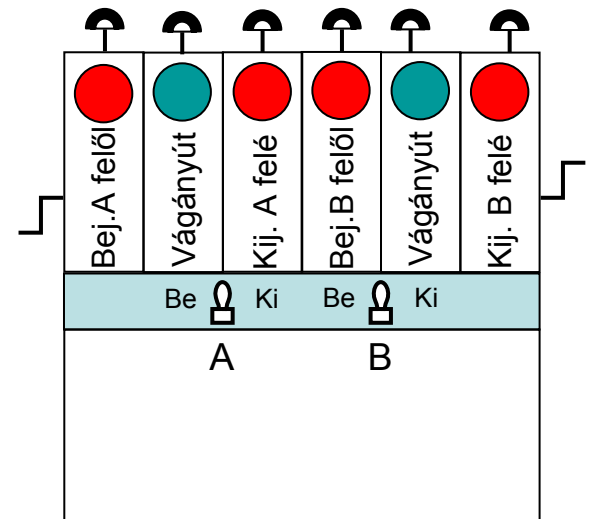 Bej.A felől
Vágányút
Kij. A felé
Bej.B felől
Vágányút
Kij. B felé
Be Ki Be Ki
A B